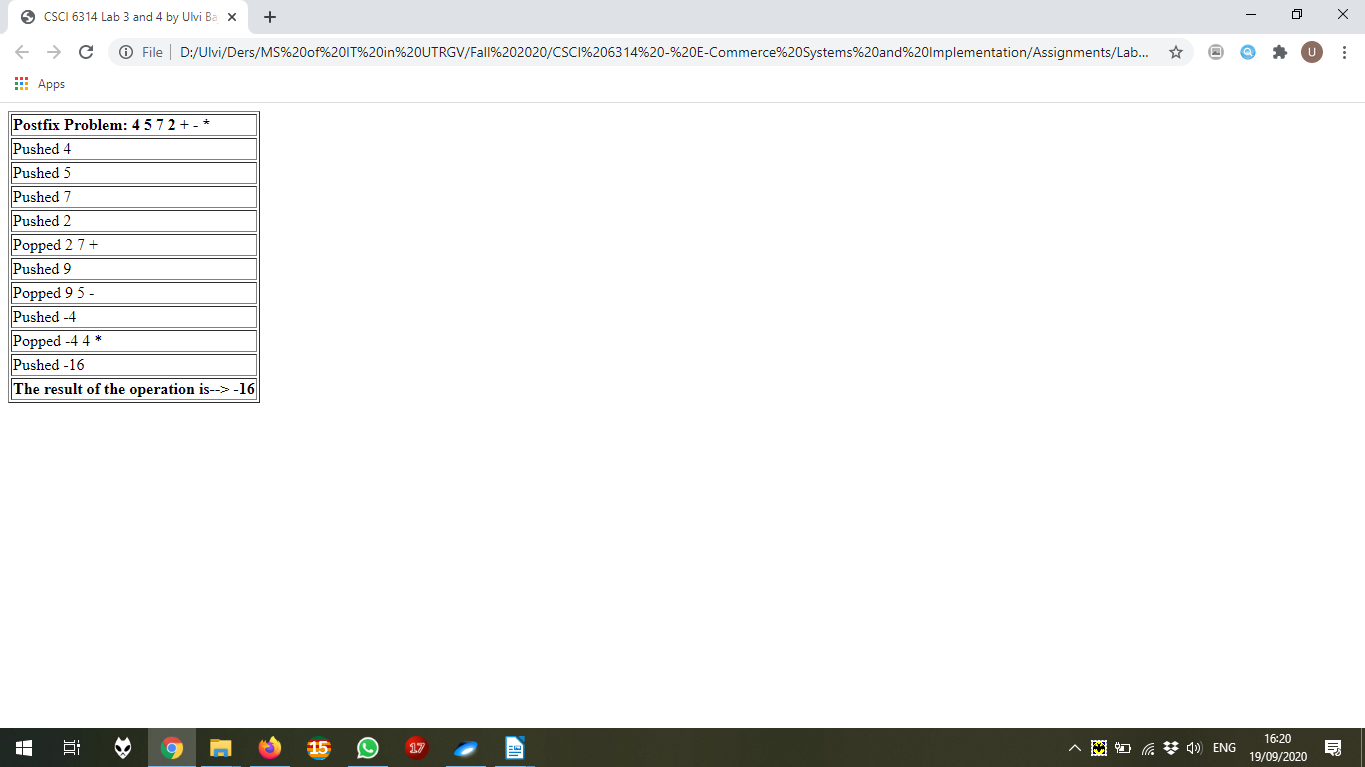 CSCI 6314 Lab 3 and 4 by Ulvi Ba
File
D:/Ulvi/Ders/MS%20of%20IT%20in%20UTRGV/Fall%202020/CSCI%206314%20-%20E-Commerce%20Systems%20and%20Implementation/Assignments/Lab...
U
Apps
Postfix Problem: 4 5 7 2 + - *
Pushed 4
Pushed 5
Pushed 7
Pushed 2
Popped 2 7 +
Pushed 9
Popped 9 5 -
Pushed -4
Popped -4 4 *
Pushed -16
The result of the operation is--> -16
15
17
ENG
16:20
19/09/2020